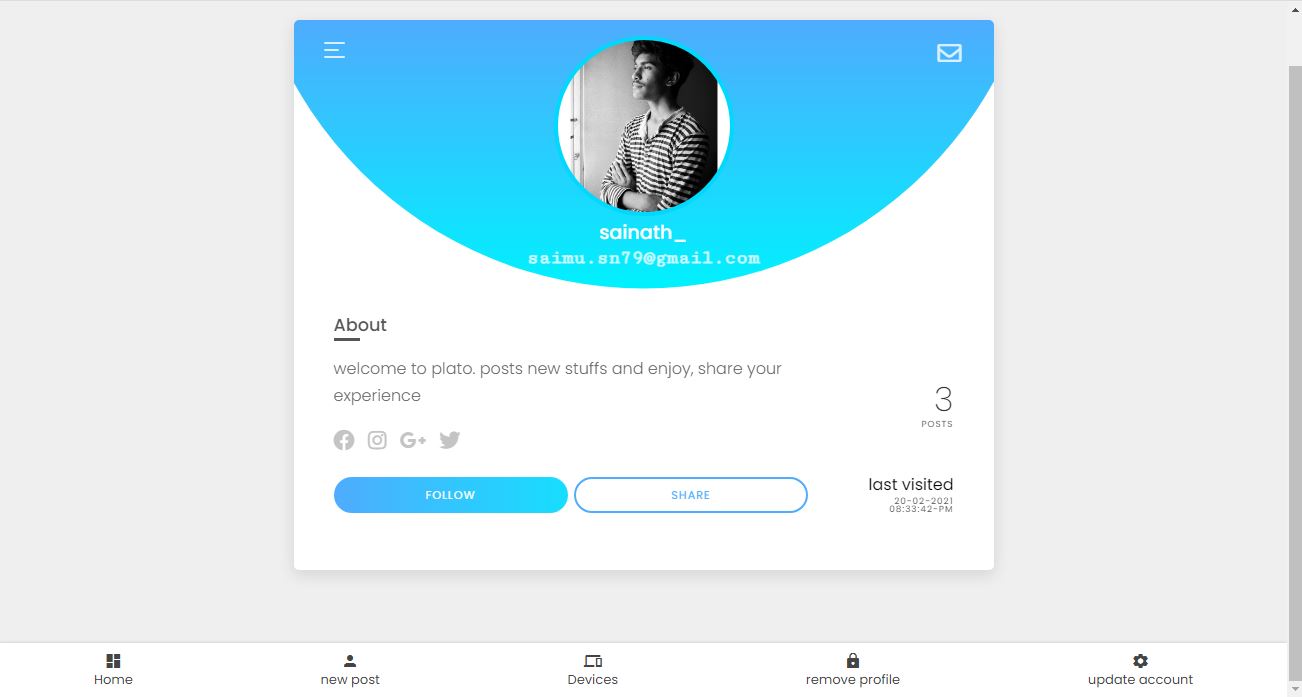 sainath_
saimu.sn79@gmail.com
About
welcome to plato. posts new stuffs and enjoy, share your
experience
3
POSTS
FOLLOW
SHARE
last visited
20-02-2021
08:33:42-PM
Home
new post
Devices
remove profile
update account